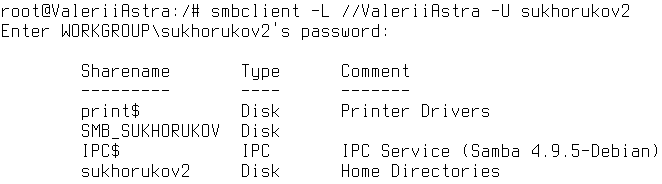 root@ValeriiAstra:/# smbclient -L //ValeriiAstra -U sukhorukov2
Enter WORKGROUP\sukhorukov2's password:
Sharename Type Comment
--------- ---- -------
print$ Disk Printer Drivers
SMB_SUKHORUKOV Disk
IPC$ IPC IPC Service (Samba 4.9.5-Debian)
sukhorukov2 Disk Home Directories